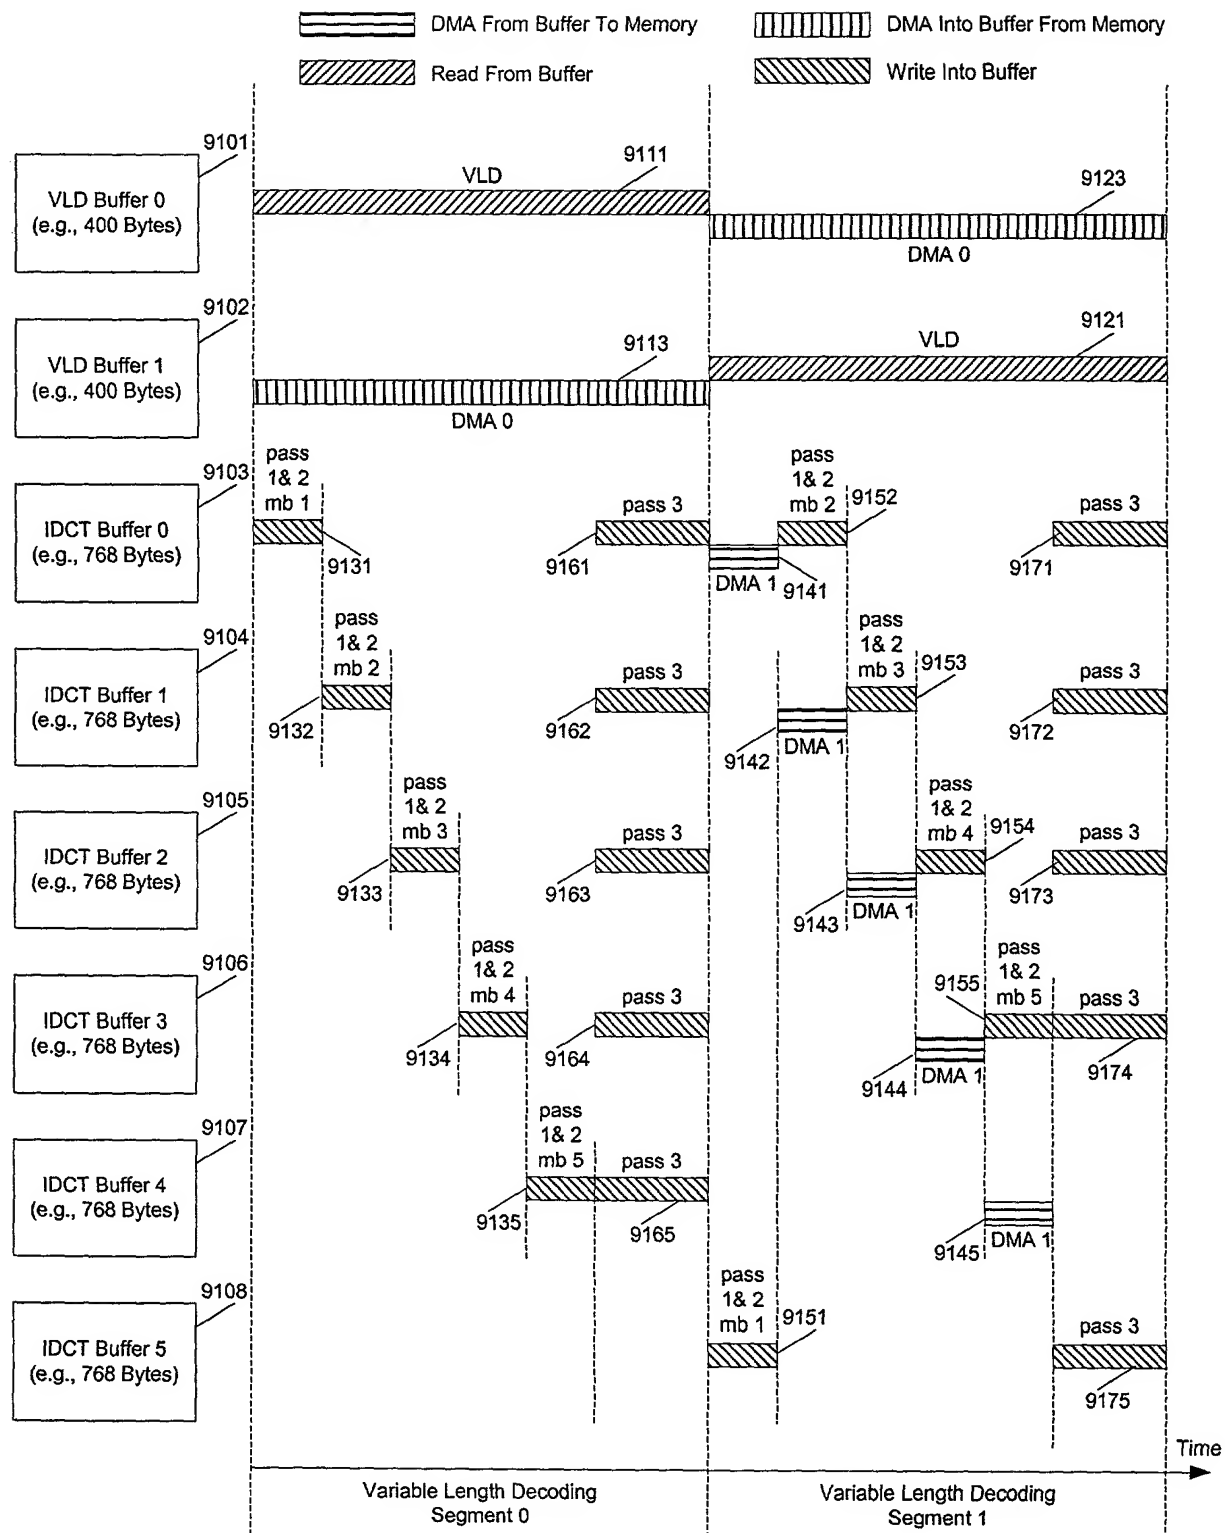 DMA From Buffer To Memory
DMA Into Buffer From Memory
Read From Buffer
Write Into Buffer
9101
VLD Buffer 0
(e.g., 400 Bytes)
VLD
9111
9123
DMA 0
9102
VLD Buffer 1
(e.g., 400 Bytes)
9113
DMA 0
VLD
9121
9103
IDCT Buffer 0
(e.g., 768 Bytes)
pass
1& 2
mb 1
9131
pass 3
9161
DMA 1
9141
pass
1& 2
mb 2
9152
pass 3
9171
9104
IDCT Buffer 1
(e.g., 768 Bytes)
pass
1& 2
mb 2
9132
pass 3
9162
DMA 1
9142
pass
1& 2
mb 3
9153
pass 3
9172
9105
IDCT Buffer 2
(e.g., 768 Bytes)
pass
1& 2
mb 3
9133
pass 3
9163
DMA 1
9143
pass
1& 2
mb 4
9154
pass 3
9173
9106
IDCT Buffer 3
(e.g., 768 Bytes)
pass
1& 2
mb 4
9134
pass 3
9164
DMA 1
9144
pass
1& 2
mb 5
9155
pass 3
9174
9107
IDCT Buffer 4
(e.g., 768 Bytes)
pass
1& 2
mb 5
9135
pass 3
9165
DMA 1
9145
9108
IDCT Buffer 5
(e.g., 768 Bytes)
pass
1& 2
mb 1
9151
pass 3
9175
Time
Variable Length Decoding
Segment 0
Variable Length Decoding
Segment 1